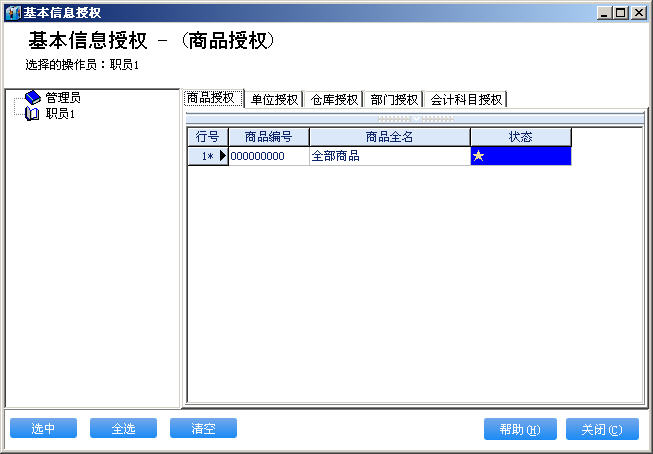 基本信息授权
基本信息授权 - (商品授权)
选择的操作员：职员1
管理员
职员1
商品授权 单位授权 仓库授权 部门授权 会计科目授权
行号 商品编号 商品全名 状态
1* 000000000 全部商品
选中 全选 清空 帮助(H) 关闭(C)